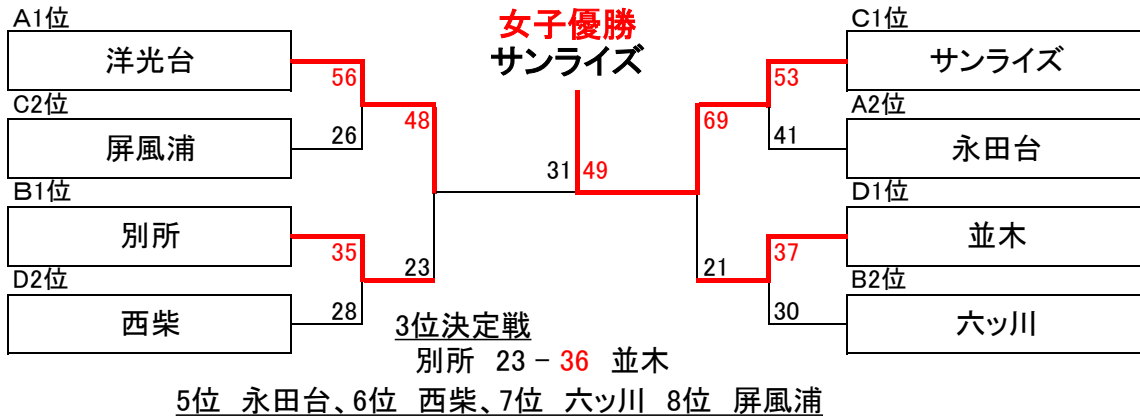 女子優勝
サンライズ
A1位
洋光台
56
C2位
屏風浦
26
48
B1位
別所
35
D2位
西柴
28
23
31 49
C1位
サンライズ
53
A2位
永田台
41
69
D1位
並木
37
B2位
六ッ川
30
21
3位決定戦
別所 23 − 36 並木
5位 永田台、6位 西柴、7位 六ッ川 8位 屏風浦